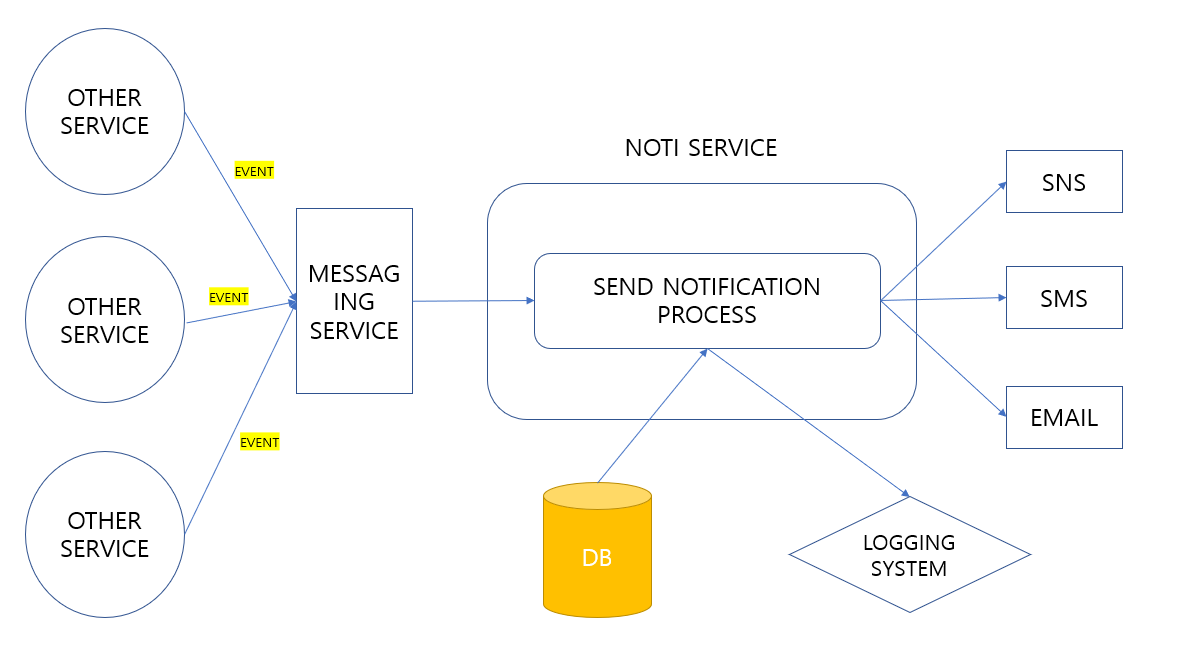 OTHER
SERVICE
EVENT
NOTI SERVICE
SNS
MESSAG
ING
SERVICE
OTHER
SERVICE
EVENT
SEND NOTIFICATION
PROCESS
SMS
EMAIL
EVENT
OTHER
SERVICE
DB
LOGGING
SYSTEM